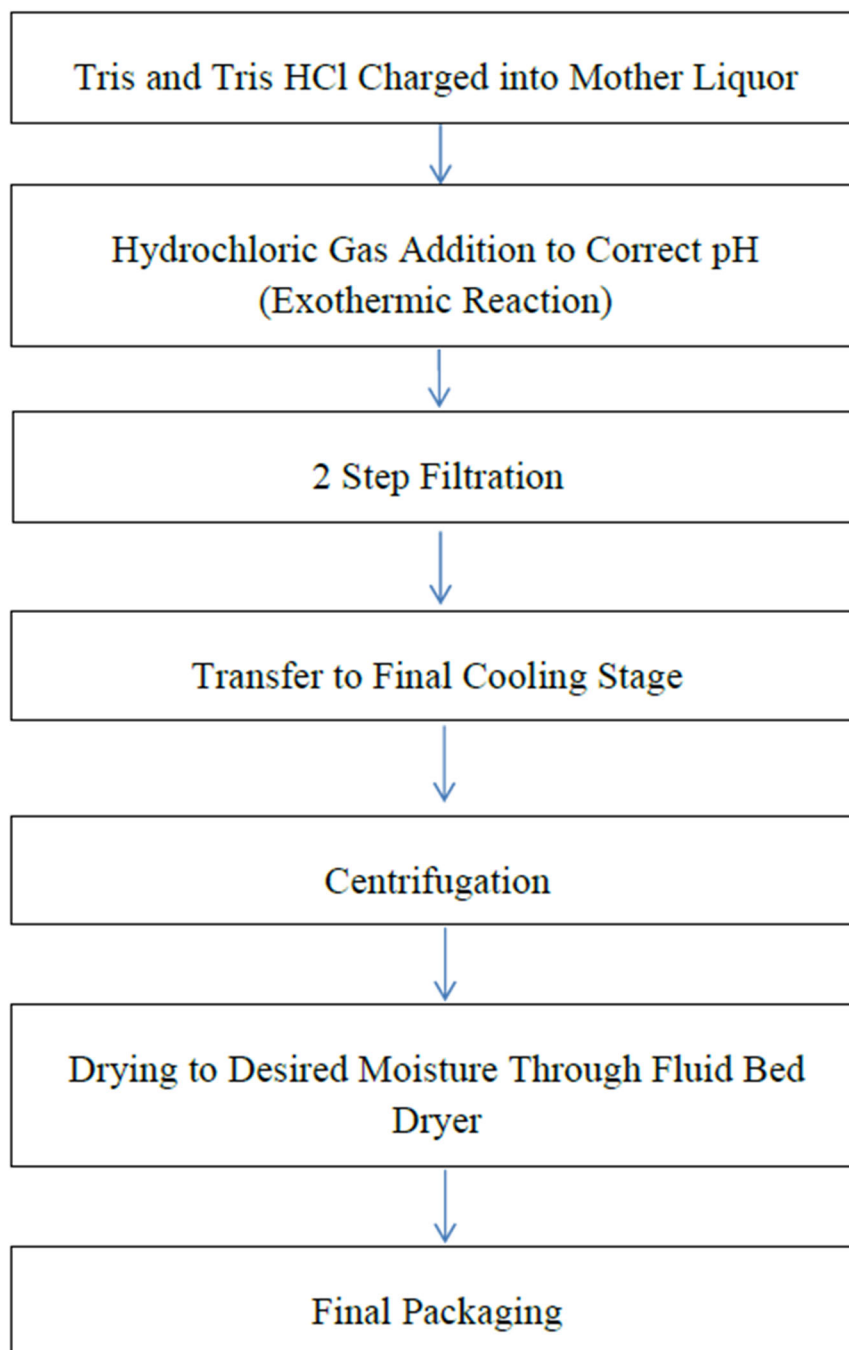 Tris and Tris HCl Charged into Mother Liquor
Hydrochloric Gas Addition to Correct pH
(Exothermic Reaction)
2 Step Filtration
Transfer to Final Cooling Stage
Centrifugation
Drying to Desired Moisture Through Fluid Bed
Dryer
Final Packaging